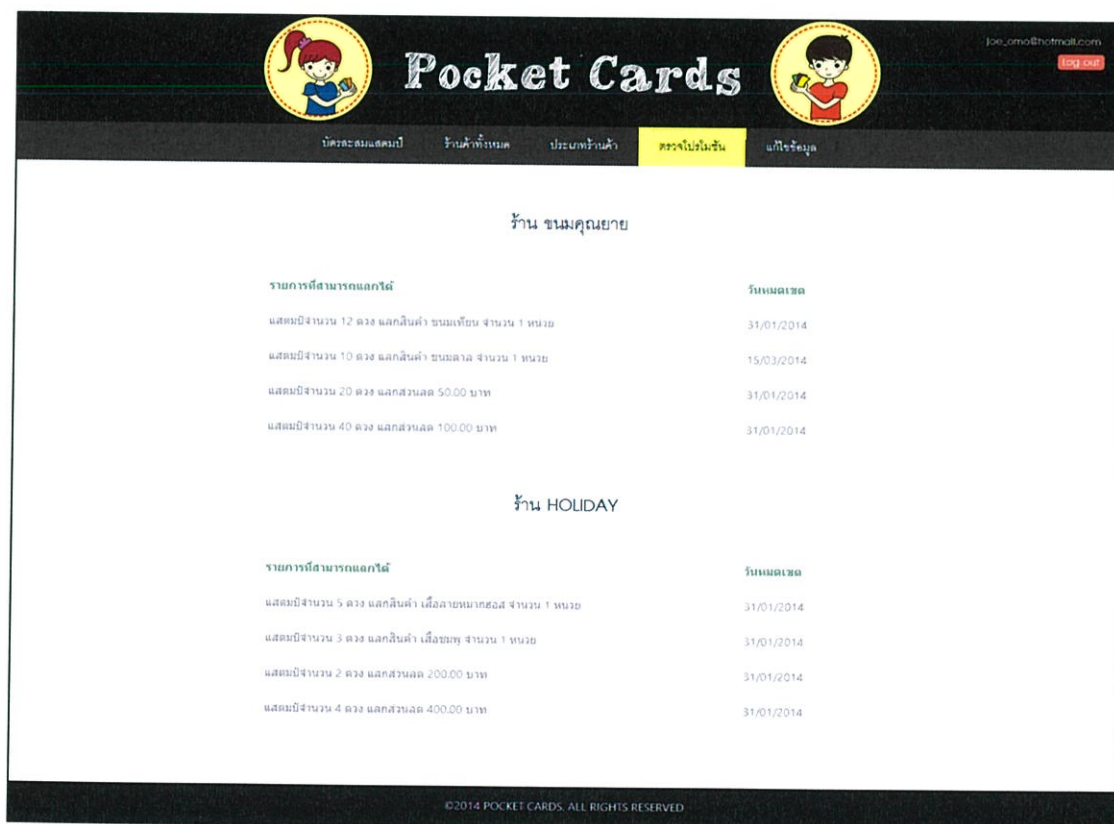 Pocket Cards
joe_omo@hotmail.com
Log out
บัตรสะสมแสตมป์ ร้านค้าทั้งหมด ประเภทร้านค้า ตรวจโปรโมชัน แก้ไขข้อมูล
ร้าน ขนมคุณยาย
รายการที่สามารถแลกได้ วันหมดเขต
แสตมป์จำนวน 12 ดวง แลกสินค้า ขนมเทียน จำนวน 1 หน่วย 31/01/2014
แสตมป์จำนวน 10 ดวง แลกสินค้า ขนมตาล จำนวน 1 หน่วย 15/03/2014
แสตมป์จำนวน 20 ดวง แลกส่วนลด 50.00 บาท 31/01/2014
แสตมป์จำนวน 40 ดวง แลกส่วนลด 100.00 บาท 31/01/2014
ร้าน HOLIDAY
รายการที่สามารถแลกได้ วันหมดเขต
แสตมป์จำนวน 5 ดวง แลกสินค้า เสื้อลายหมากฮอส จำนวน 1 หน่วย 31/01/2014
แสตมป์จำนวน 3 ดวง แลกสินค้า เสื้อชมพู จำนวน 1 หน่วย 31/01/2014
แสตมป์จำนวน 2 ดวง แลกส่วนลด 200.00 บาท 31/01/2014
แสตมป์จำนวน 4 ดวง แลกส่วนลด 400.00 บาท 31/01/2014
©2014 POCKET CARDS. ALL RIGHTS RESERVED